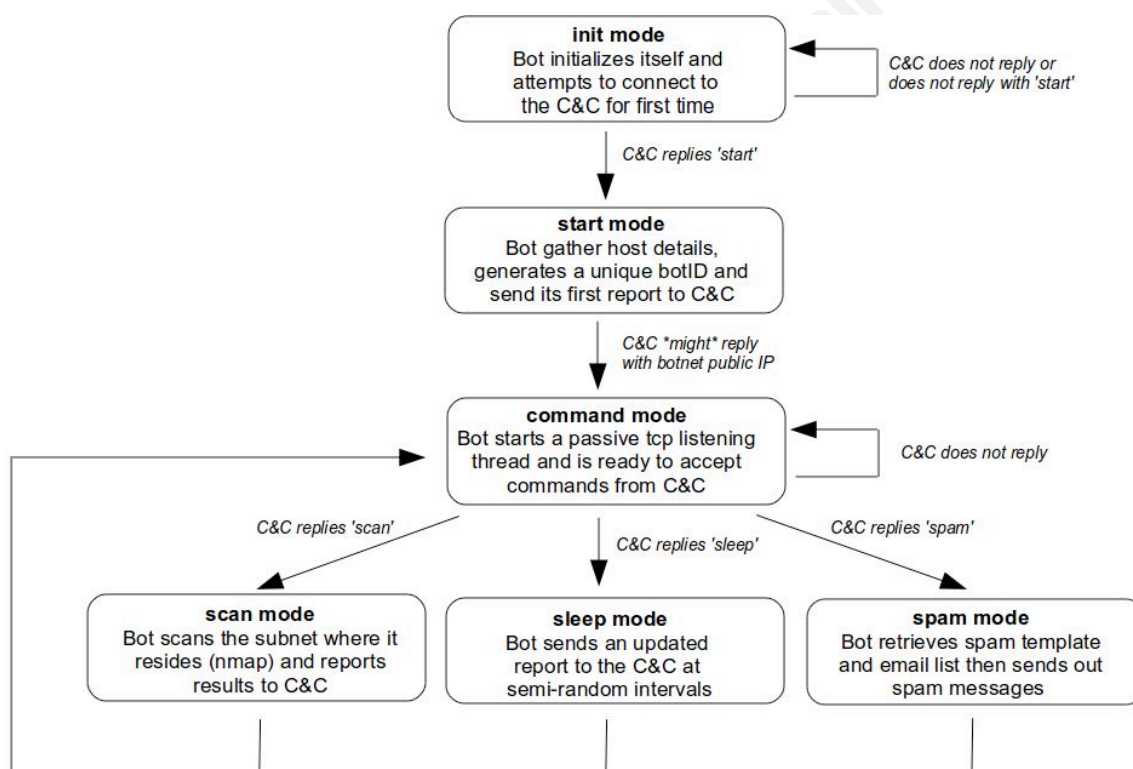 init mode
Bot initializes itself and
attempts to connect to
the C&C for first time
C&C does not reply or
does not reply with 'start'
C&C replies 'start'
start mode
Bot gather host details,
generates a unique botID and
send its first report to C&C
C&C *might* reply
with botnet public IP
command mode
Bot starts a passive tcp listening
thread and is ready to accept
commands from C&C
C&C does not reply
C&C replies 'scan'
C&C replies 'sleep'
C&C replies 'spam'
scan mode
Bot scans the subnet where it
resides (nmap) and reports
results to C&C
sleep mode
Bot sends an updated
report to the C&C at
semi-random intervals
spam mode
Bot retrieves spam template
and email list then sends out
spam messages